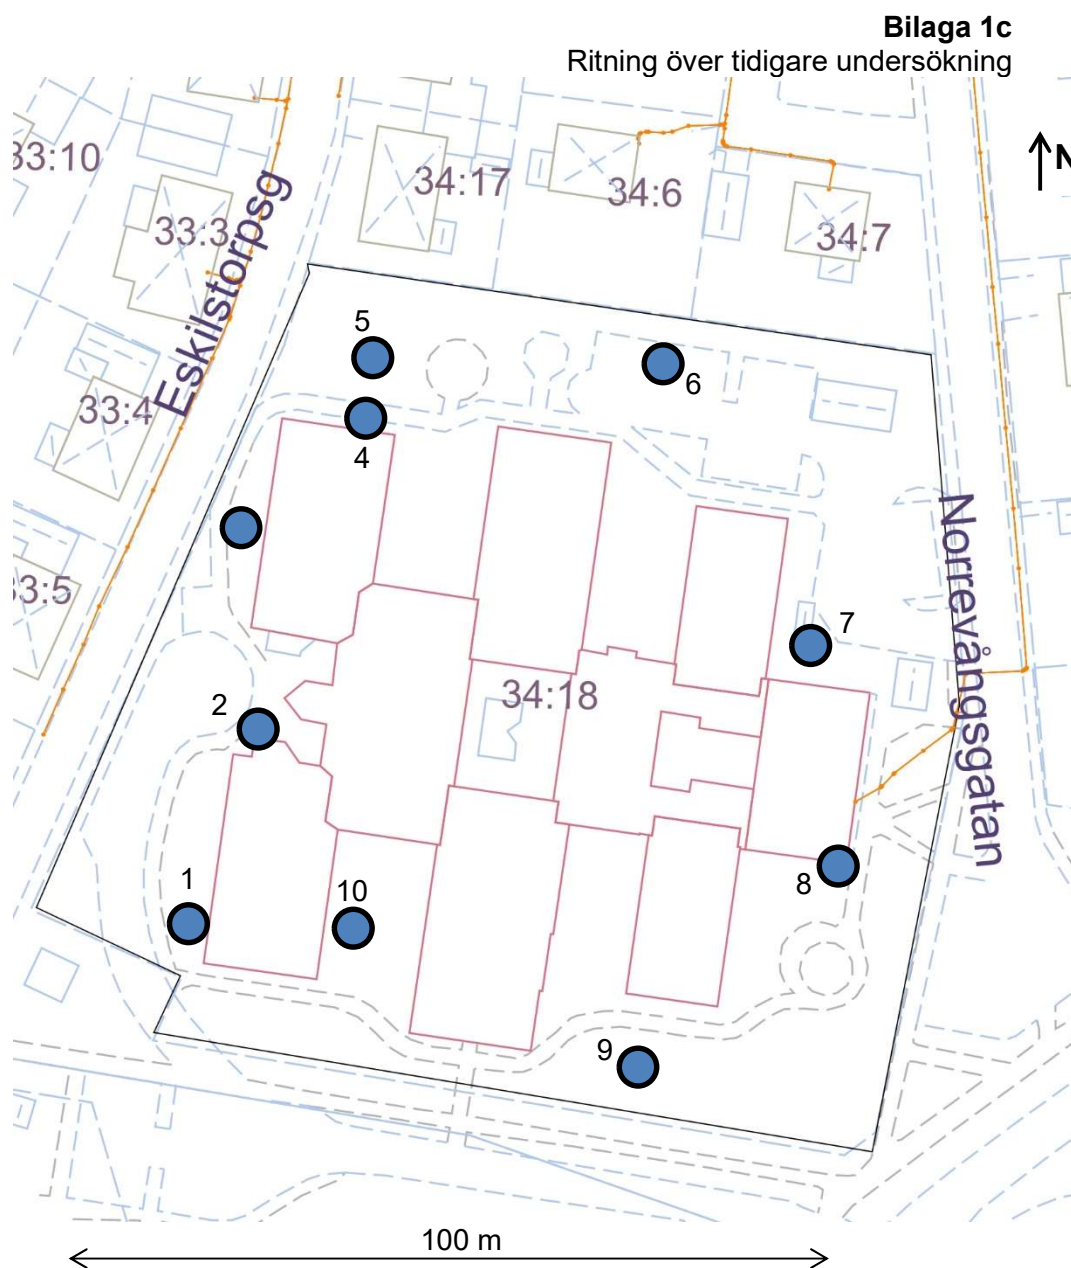 Bilaga 1c
Ritning över tidigare undersökning
N
33:10
34:17
34:6
33:3
34:7
Eskilstorpsg
5
6
33:4
4
Norrevångsgatan
33:5
7
34:18
2
8
1
10
9
100 m